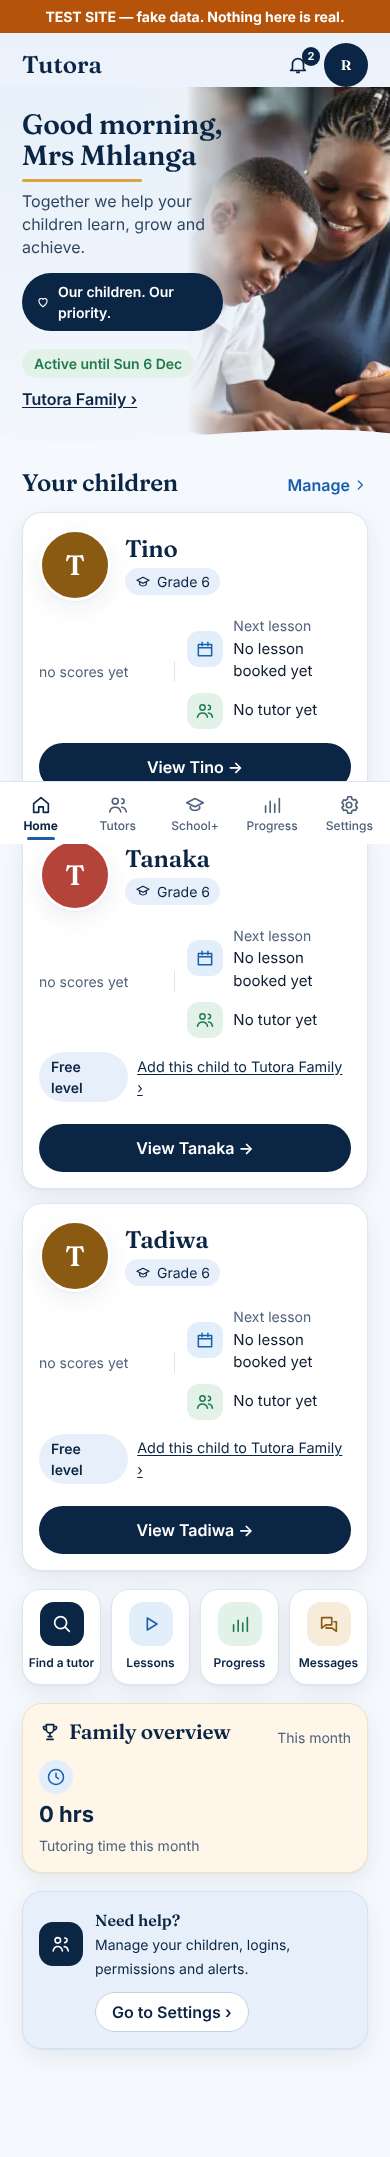 TEST SITE — fake data. Nothing here is real.
Tutora
2
R
Good morning,
Mrs Mhlanga
Together we help your
children learn, grow and
achieve.
Our children. Our
priority.
Active until Sun 6 Dec
Tutora Family ›
Your children
Manage ›
T
Tino
Grade 6
no scores yet
Next lesson
No lesson
booked yet
No tutor yet
View Tino →
Home
Tutors
School+
Progress
Settings
T
Tanaka
Grade 6
no scores yet
Next lesson
No lesson
booked yet
No tutor yet
Free
level
Add this child to Tutora Family
›
View Tanaka →
T
Tadiwa
Grade 6
no scores yet
Next lesson
No lesson
booked yet
No tutor yet
Free
level
Add this child to Tutora Family
›
View Tadiwa →
Find a tutor
Lessons
Progress
Messages
Family overview
This month
0 hrs
Tutoring time this month
Need help?
Manage your children, logins,
permissions and alerts.
Go to Settings ›